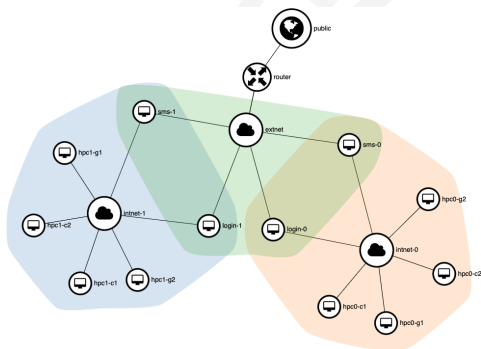 public
router
sms-1
extnet
sms-0
hpc1-g1
hpc0-g2
intnet-1
hpc1-c2
login-1
login-0
intnet-0
hpc0-c2
hpc1-c1
hpc1-g2
hpc0-c1
hpc0-g1